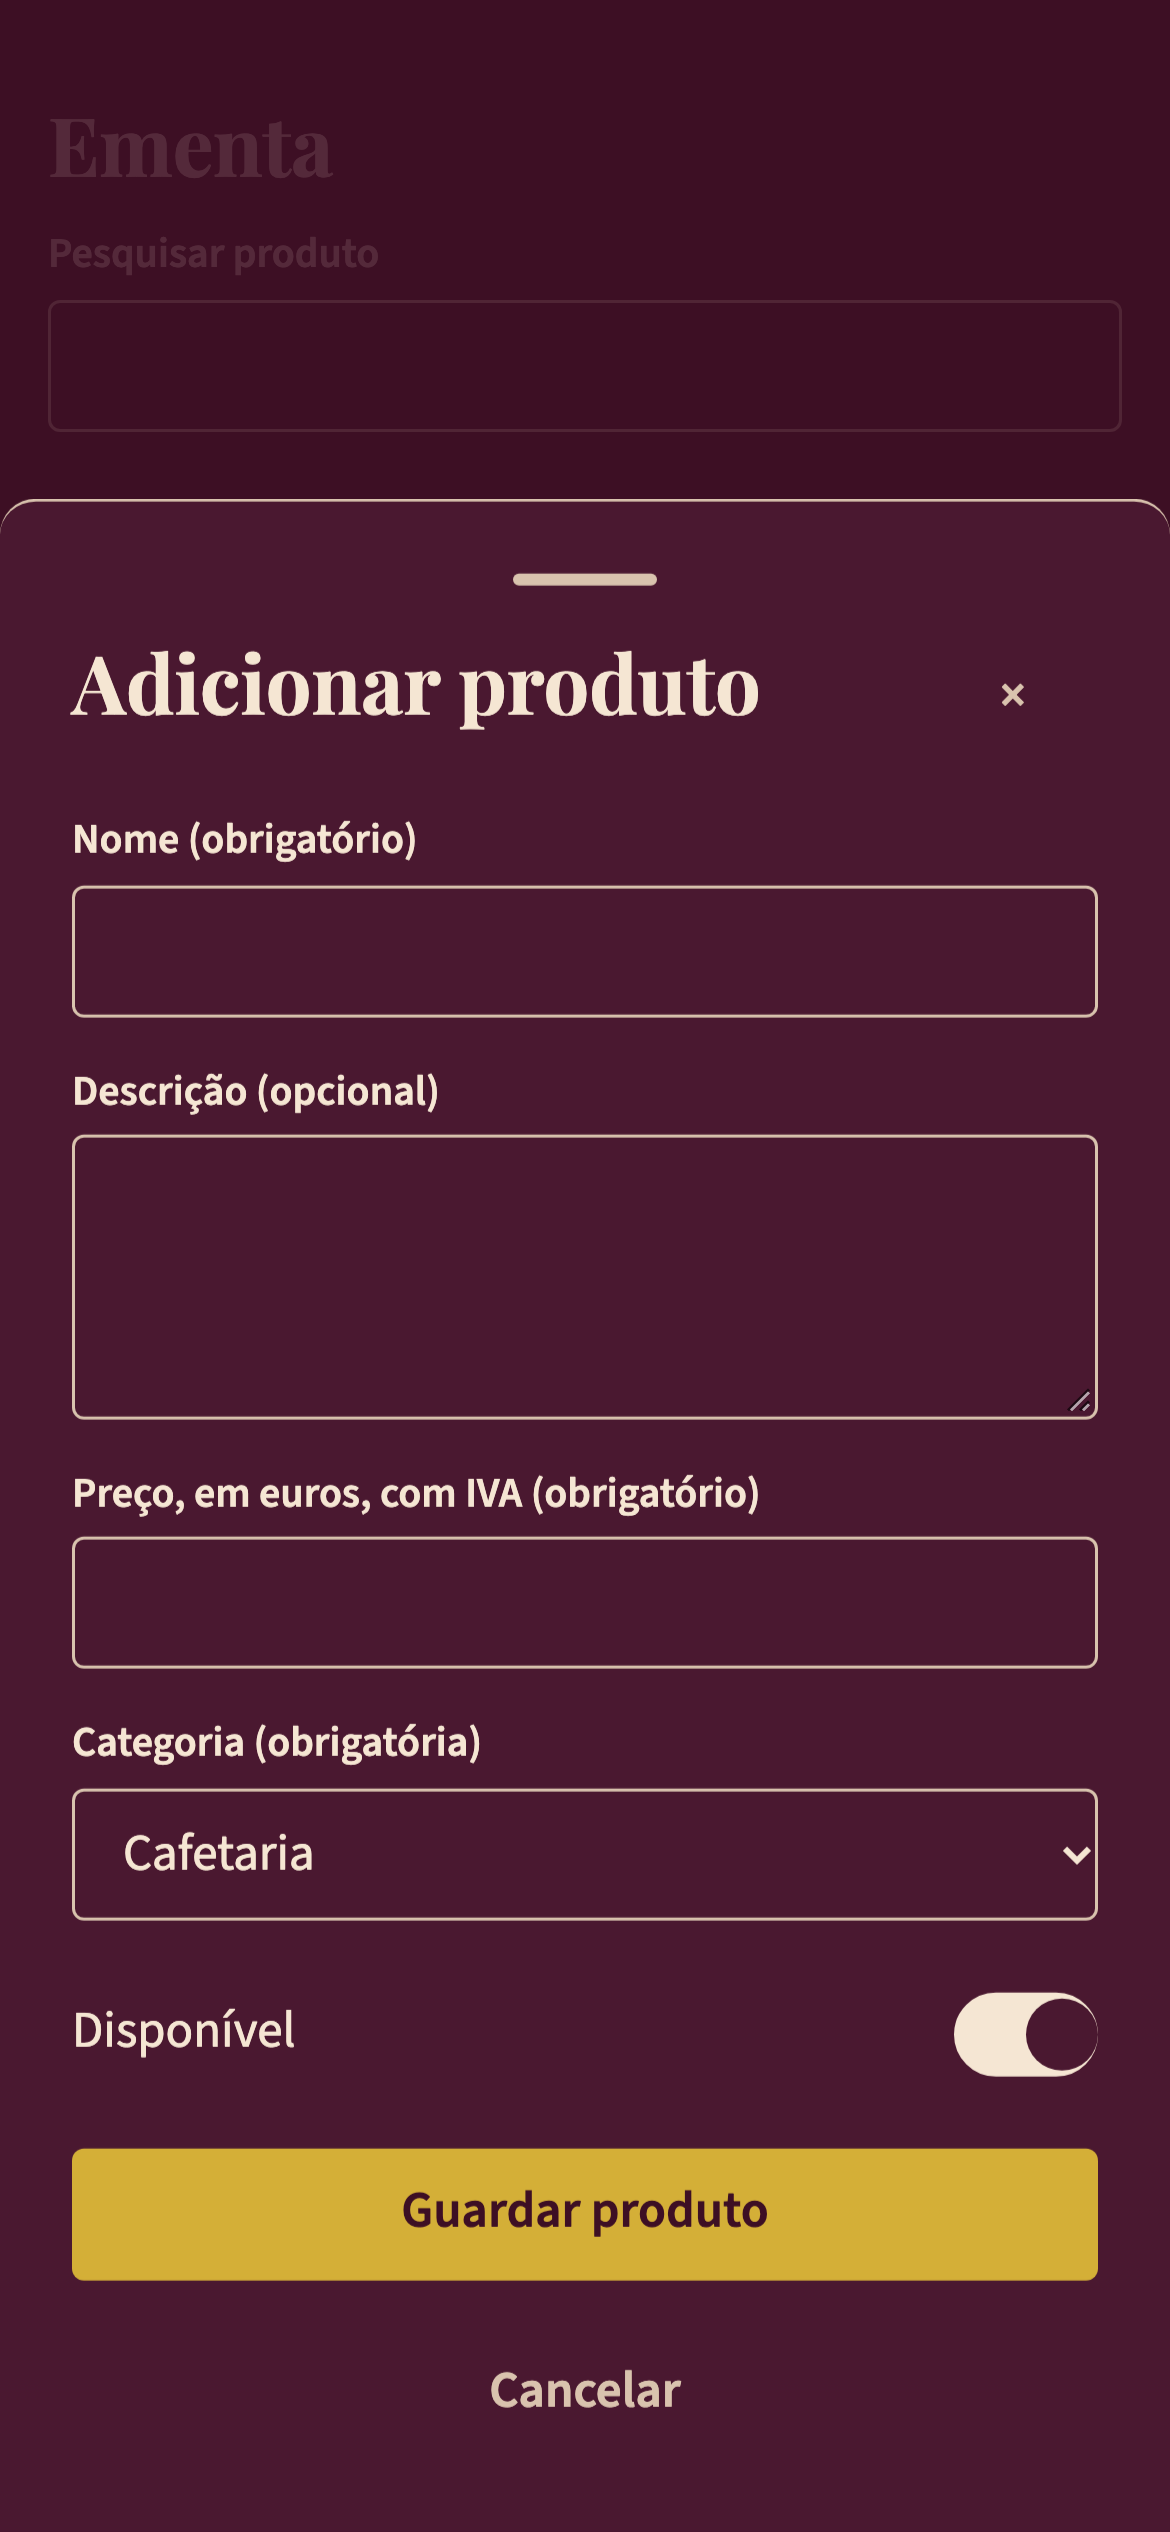 Ementa
Pesquisar produto
Adicionar produto
×
Nome (obrigatório)
Descrição (opcional)
Preço, em euros, com IVA (obrigatório)
Categoria (obrigatória)
Cafetaria
Disponível
Guardar produto
Cancelar